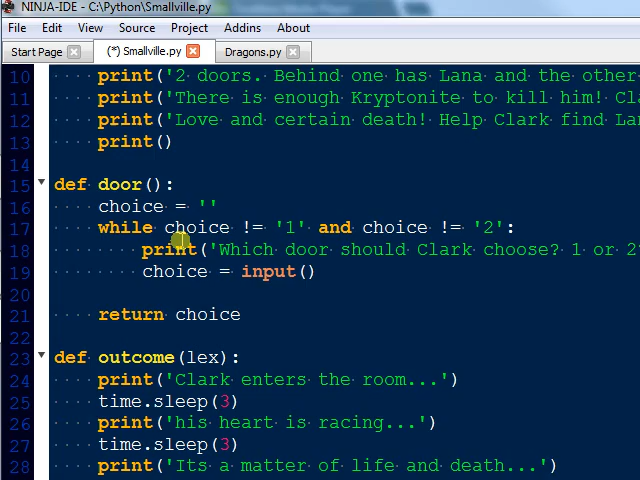 NINJA-IDE - C:\Python\Smallville.py
File Edit View Source Project Addins About
Start Page (*) Smallville.py Dragons.py
10 print('2 doors. Behind one has Lana and the other
11 print('There is enough Kryptonite to kill him!
12 print('Love and certain death! Help Clark find
13 print()
14
15 def door():
16 choice = ''
17 while choice != '1' and choice != '2':
18 print('Which door should Clark choose? 1 or 2
19 choice = input()
20
21 return choice
22
23 def outcome(lex):
24 print('Clark enters the room...')
25 time.sleep(3)
26 print('his heart is racing...')
27 time.sleep(3)
28 print('Its a matter of life and death...')